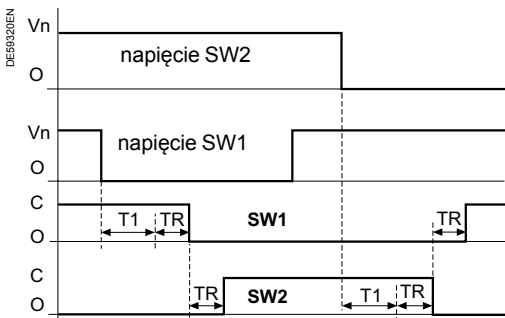 DE59320EN
Vn
napięcie SW2
O
Vn
napięcie SW1
O
C
T1 TR SW1 TR
O
C
TR SW2 T1 TR
O